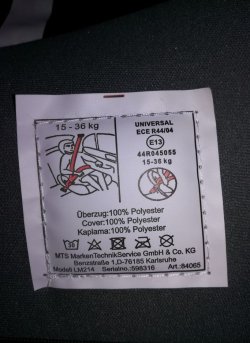 15 - 36 kg
UNIVERSAL
ECE R44/04
E13
44R045055
15-36 kg
Überzug:100% Polyester
Cover:100% Polyester
Kaplama:100% Polyester
MTS MarkenTechnikService GmbH & Co. KG
Benzstraße 1,D-76185 Karlsruhe
Modell LM214 Serialno.:598316 Art.:84065